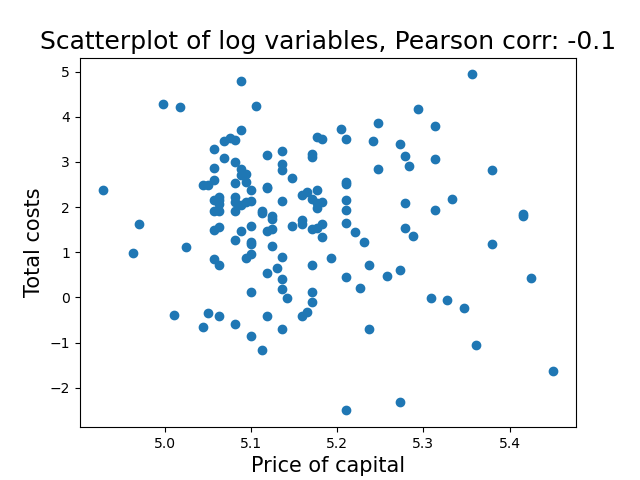 Scatterplot of log variables, Pearson corr: -0.1
5
4
3
2
1
0
−1
−2
Total costs
5.0 5.1 5.2 5.3 5.4
Price of capital